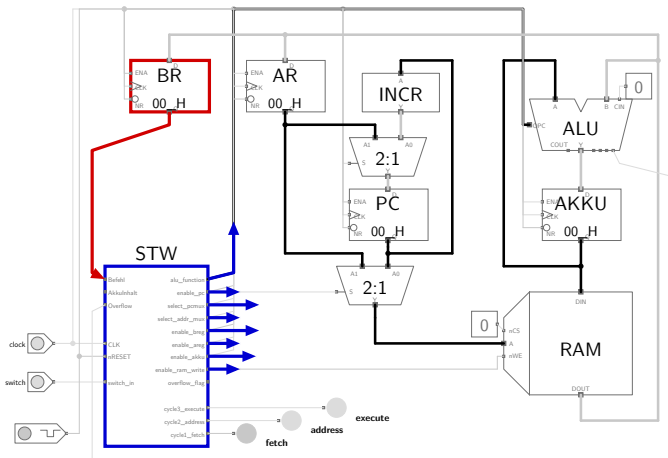 BR
D
ENA
CLK
NR
00_H
AR
D
ENA
CLK
NR
00_H
INCR
A
Y
A1
A0
S
2:1
Y
PC
D
ENA
CLK
NR
00_H
A1
A0
S
2:1
Y
0
A
B
CIN
OPC
ALU
COUT
Y
AKKU
D
ENA
CLK
NR
00_H
STW
Befehl
AkkuInhalt
Overflow
CLK
nRESET
switch_in
alu_function
enable_pc
select_pcmux
select_addr_mux
enable_breg
enable_areg
enable_akku
enable_ram_write
overflow_flag
cycle3_execute
cycle2_address
cycle1_fetch
clock
switch
execute
address
fetch
0
DIN
nCS
A
nWE
RAM
DOUT